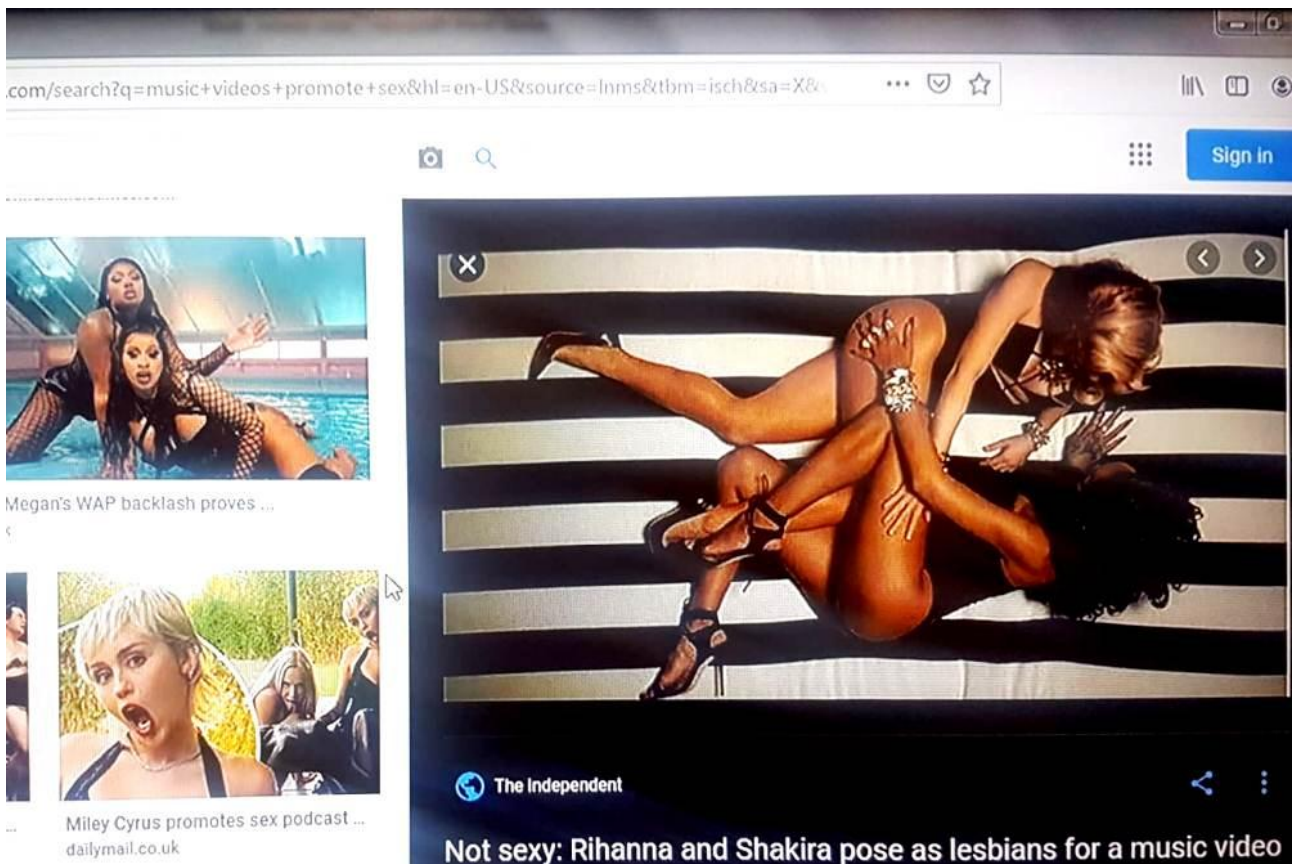 .com/search?q=music+videos+promote+sex&hl=en-US&source=lnms&tbm=isch&sa=X&
Sign in
Megan's WAP backlash proves ...
k
The Independent
Not sexy: Rihanna and Shakira pose as lesbians for a music video
...
Miley Cyrus promotes sex podcast ...
dailymail.co.uk